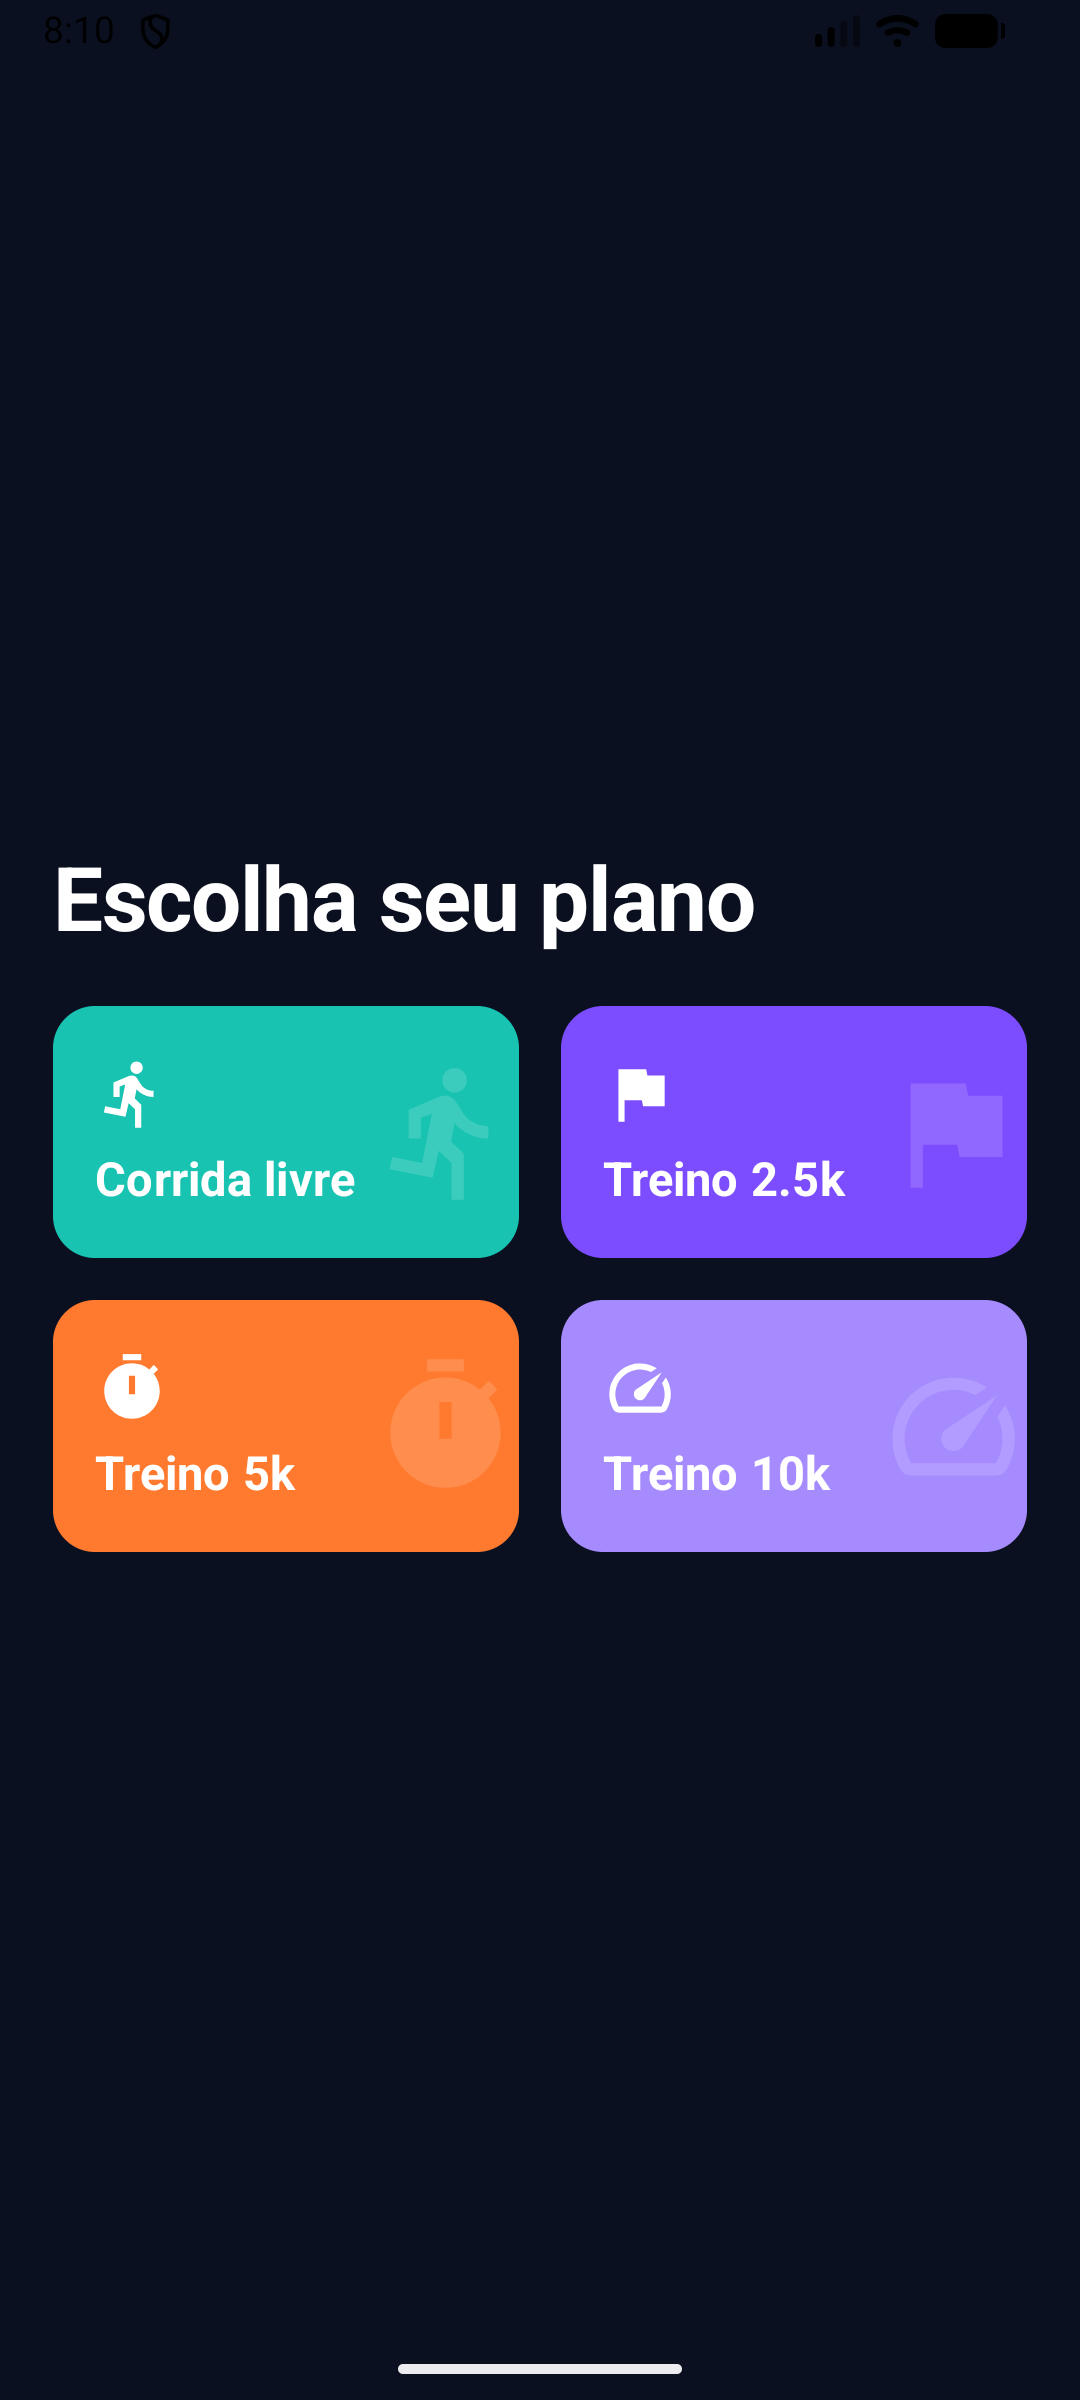 8:10
Escolha seu plano
Corrida livre
Treino 2.5k
Treino 5k
Treino 10k